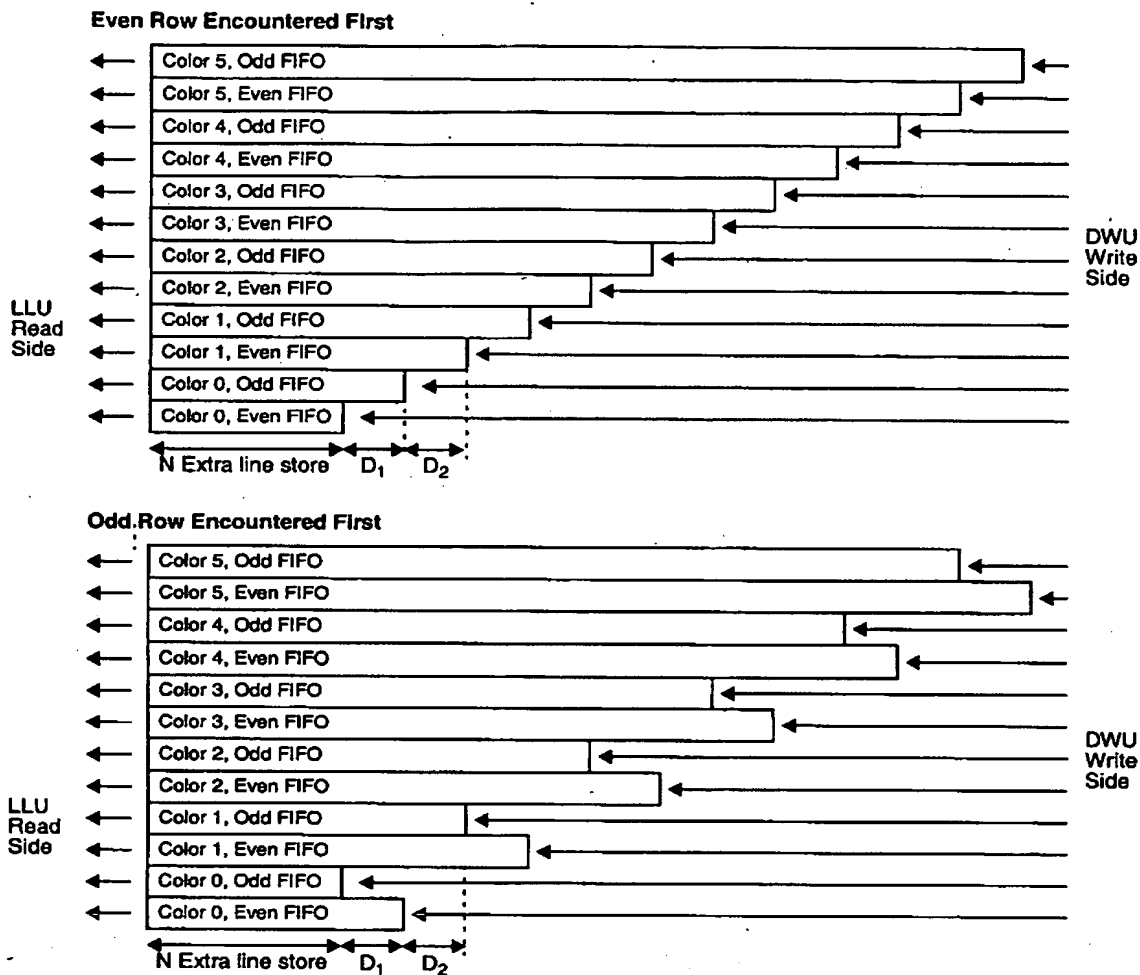 Even Row Encountered First
Color 5, Odd FIFO
Color 5, Even FIFO
Color 4, Odd FIFO
Color 4, Even FIFO
Color 3, Odd FIFO
Color 3, Even FIFO
DWU
Write
Side
Color 2, Odd FIFO
Color 2, Even FIFO
LLU
Read
Side
Color 1, Odd FIFO
Color 1, Even FIFO
Color 0, Odd FIFO
Color 0, Even FIFO
N Extra line store D₁ D₂
Odd Row Encountered First
Color 5, Odd FIFO
Color 5, Even FIFO
Color 4, Odd FIFO
Color 4, Even FIFO
Color 3, Odd FIFO
Color 3, Even FIFO
DWU
Write
Side
Color 2, Odd FIFO
Color 2, Even FIFO
LLU
Read
Side
Color 1, Odd FIFO
Color 1, Even FIFO
Color 0, Odd FIFO
Color 0, Even FIFO
N Extra line store D₁ D₂